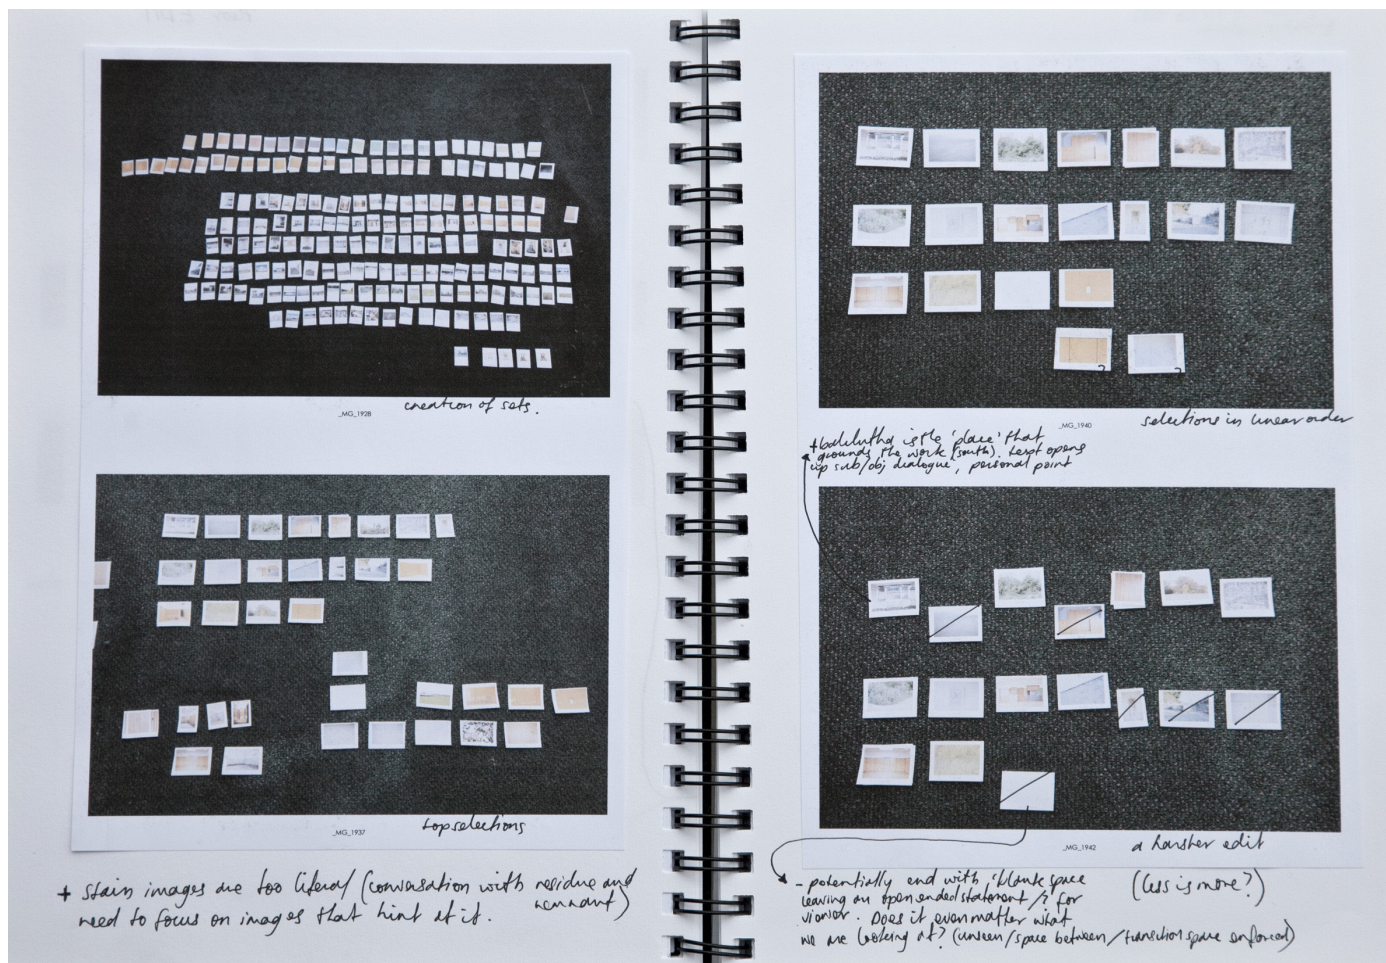 _MG_1928
creation of sets.
_MG_1937
top selections
+ stain images are too literal (conversation with residue and
remnant)
need to focus on images that hint at it.
_MG_1940
selections in linear order
+ balclutha is the 'place' that
grounds the work (south). text opens
up sub/obj dialogue, personal point
_MG_1942
a harsher edit
(less is more?)
- potentially end with 'blank' space
leaving an open ended statement/? for
viewer. Does it even matter what
we are looking at? (unseen/space between/transition space enforced)